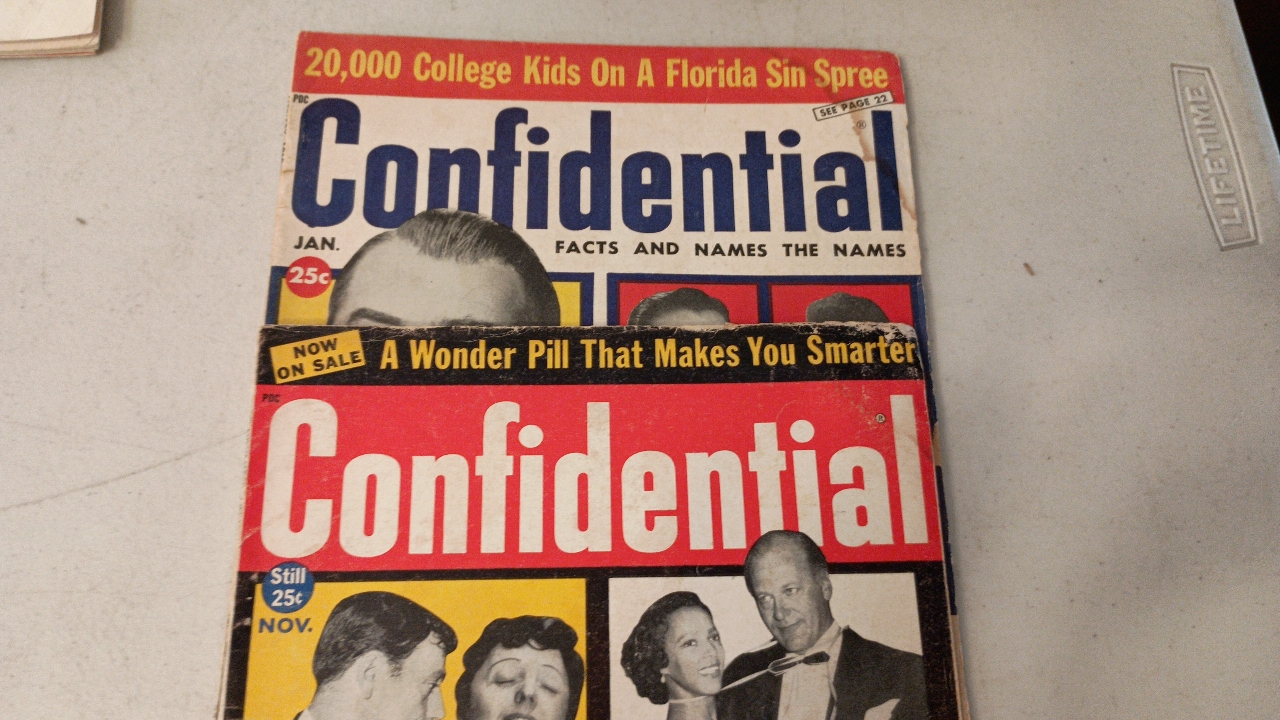 20,000 College Kids On A Florida Sin Spree
PDC
SEE PAGE 22
Confidential®
JAN.
FACTS AND NAMES THE NAMES
25c
NOW
ON SALE
A Wonder Pill That Makes You Smarter
PDC
Confidential®
Still
25¢
NOV.
LIFETIME